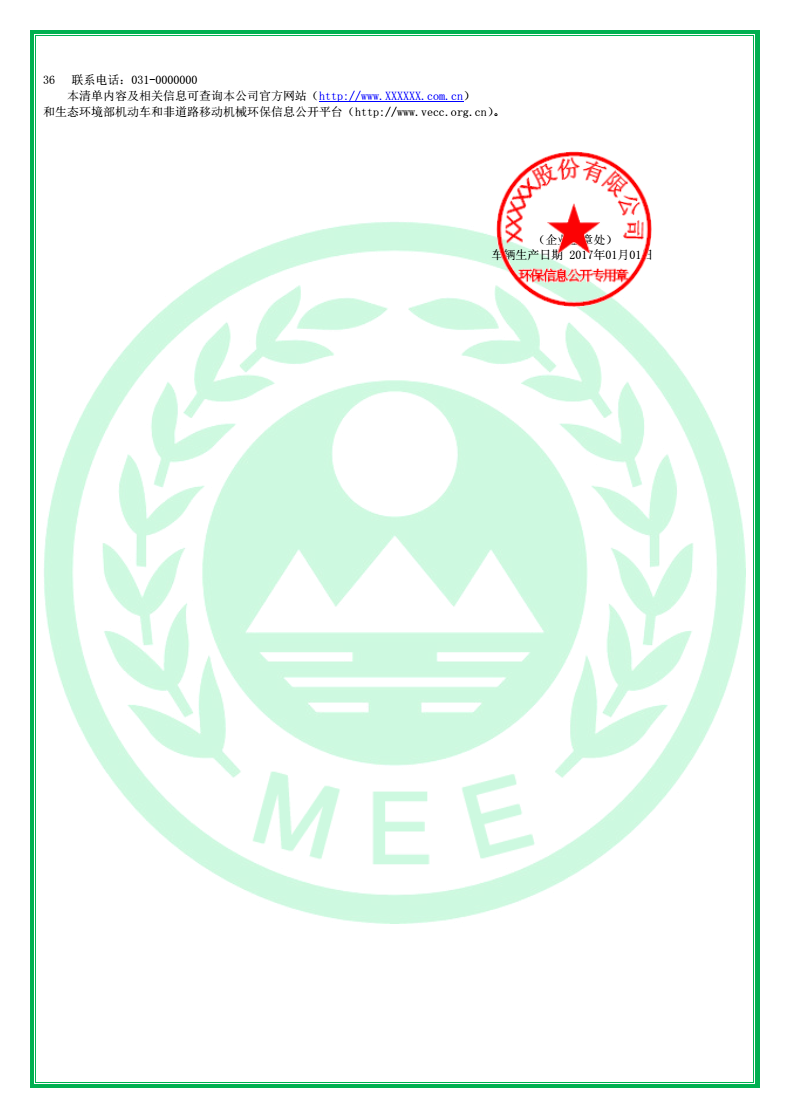 36 联系电话：031-0000000
本清单内容及相关信息可查询本公司官方网站（http://www.XXXXXX.com.cn）
和生态环境部机动车和非道路移动机械环保信息公开平台（http://www.vecc.org.cn）。
XXXXX股份有限公司
（企业 章处）
车辆生产日期 2017年01月01日
环保信息公开专用章
MEE